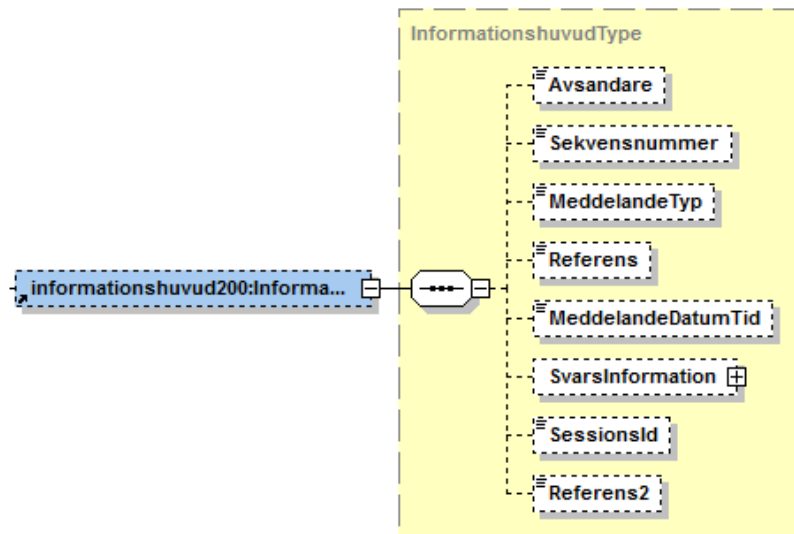 InformationshuvudType
Avsandare
Sekvensnummer
MeddelandeTyp
Referens
informationshuvud200:Informa...
MeddelandeDatumTid
SvarsInformation
SessionsId
Referens2